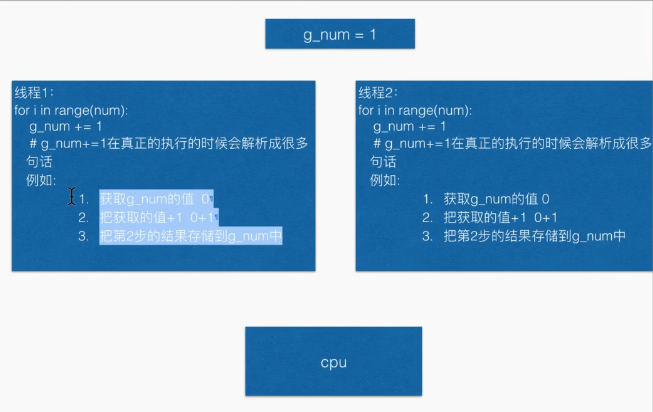 g_num = 1
线程1:
for i in range(num):
g_num += 1
# g_num+=1在真正的执行的时候会解析成很多
句话
例如:
1. 获取g_num的值 0
2. 把获取的值+1 0+1
3. 把第2步的结果存储到g_num中
线程2:
for i in range(num):
g_num += 1
# g_num+=1在真正的执行的时候会解析成很多
句话
例如:
1. 获取g_num的值 0
2. 把获取的值+1 0+1
3. 把第2步的结果存储到g_num中
cpu